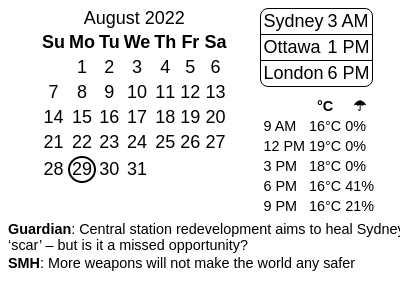 August 2022
Su Mo Tu We Th Fr Sa
1 2 3 4 5 6
7 8 9 10 11 12 13
14 15 16 17 18 19 20
21 22 23 24 25 26 27
28 29 30 31
Sydney 3 AM
Ottawa 1 PM
London 6 PM
°C ☂
9 AM 16°C 0%
12 PM 19°C 0%
3 PM 18°C 0%
6 PM 16°C 41%
9 PM 16°C 21%
Guardian: Central station redevelopment aims to heal Sydney
‘scar’ – but is it a missed opportunity?
SMH: More weapons will not make the world any safer